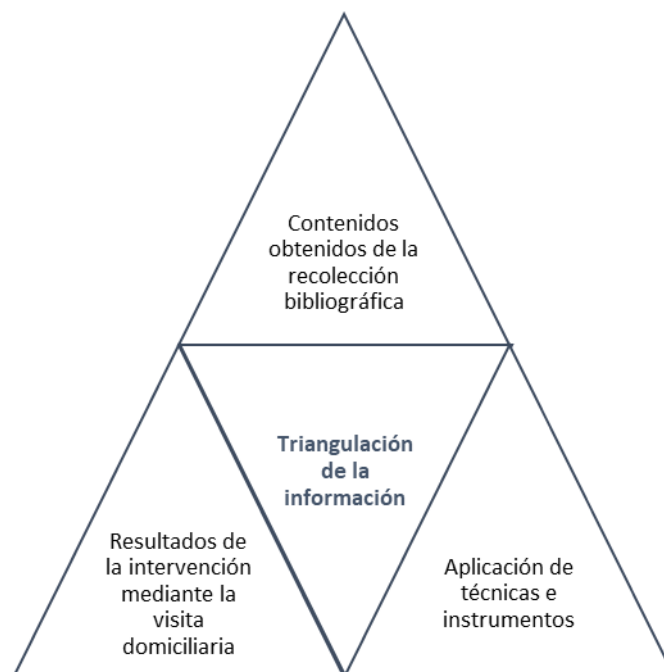 Contenidos
obtenidos de la
recolección
bibliográfica
Triangulación
de la
información
Resultados de
la intervención
mediante la
visita
domiciliaria
Aplicación de
técnicas e
instrumentos